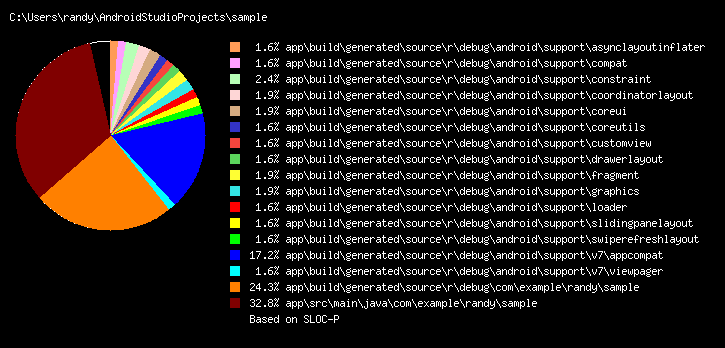 C:\Users\randy\AndroidStudioProjects\sample
1.6% app\build\generated\source\r\debug\android\support\asynclayoutinflater
1.6% app\build\generated\source\r\debug\android\support\compat
2.4% app\build\generated\source\r\debug\android\support\constraint
1.9% app\build\generated\source\r\debug\android\support\coordinatorlayout
1.9% app\build\generated\source\r\debug\android\support\coreui
1.6% app\build\generated\source\r\debug\android\support\coreutils
1.6% app\build\generated\source\r\debug\android\support\customview
1.6% app\build\generated\source\r\debug\android\support\drawerlayout
1.9% app\build\generated\source\r\debug\android\support\fragment
1.9% app\build\generated\source\r\debug\android\support\graphics
1.6% app\build\generated\source\r\debug\android\support\loader
1.6% app\build\generated\source\r\debug\android\support\slidingpanelayout
1.6% app\build\generated\source\r\debug\android\support\swiperefreshlayout
17.2% app\build\generated\source\r\debug\android\support\v7\appcompat
1.6% app\build\generated\source\r\debug\android\support\v7\viewpager
24.3% app\build\generated\source\r\debug\com\example\randy\sample
32.8% app\src\main\java\com\example\randy\sample
Based on SLOC-P